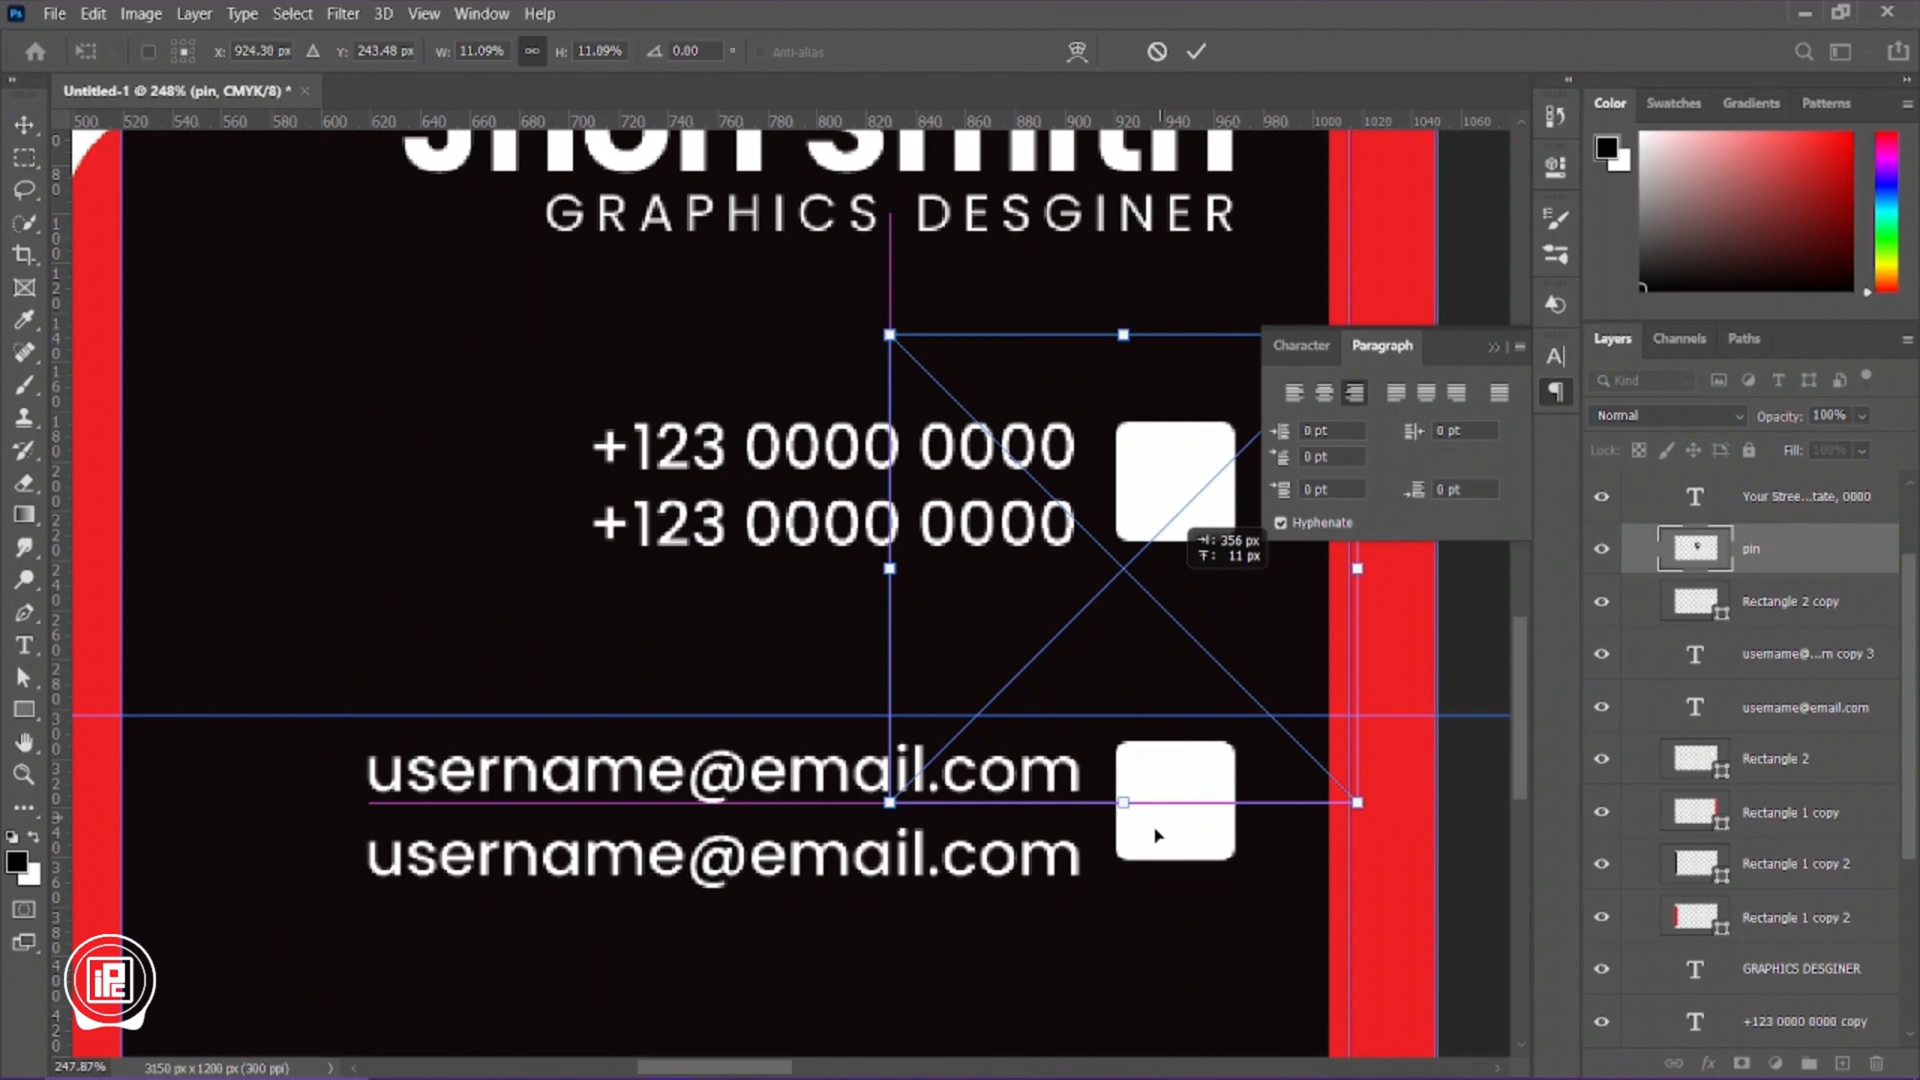 Ps File Edit Image Layer Type Select Filter 3D View Window Help
X: 924.30 px Y: 243.48 px W: 11.09% H: 11.09% 0.00 ° Anti-alias
Untitled-1 @ 248% (pin, CMYK/8) * ×
500 520 540 560 580 600 620 640 660 680 700 720 740 760 780 800 820 840 860 880 900 920 940 960 980 1000 1020 1040 1060
Jhon Smith
GRAPHICS DESGINER
+123 0000 0000
+123 0000 0000
username@email.com
username@email.com
: 356 px
: 11 px
Character Paragraph
0 pt 0 pt
0 pt
0 pt 0 pt
Hyphenate
Color Swatches Gradients Patterns
Layers Channels Paths
Kind
Normal Opacity: 100%
Lock: Fill: 100%
Your Stree...tate, 0000
pin
Rectangle 2 copy
username@...m copy 3
username@email.com
Rectangle 2
Rectangle 1 copy
Rectangle 1 copy 2
Rectangle 1 copy 2
GRAPHICS DESGINER
+123 0000 0000 copy
iPc
247.87% 3150 px x 1200 px (300 ppi)